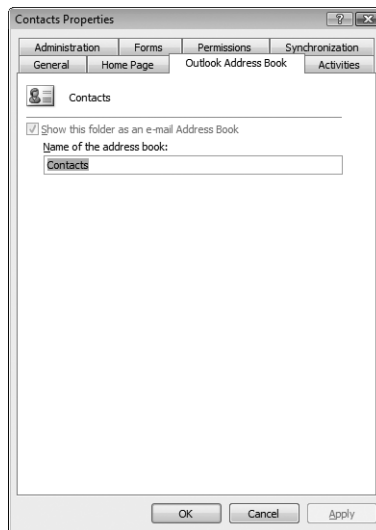 Contacts Properties
Administration Forms Permissions Synchronization
General Home Page Outlook Address Book Activities
Contacts
Show this folder as an e-mail Address Book
Name of the address book:
Contacts
OK Cancel Apply